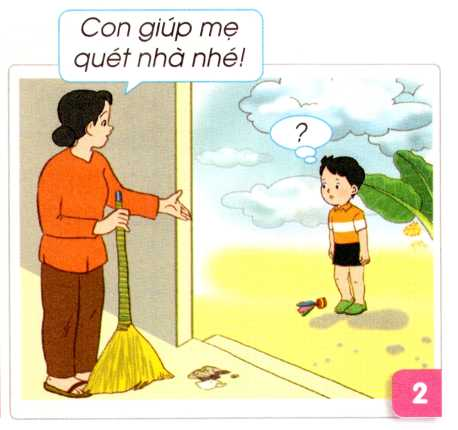 Con giúp mẹ
quét nhà nhé!
?
2